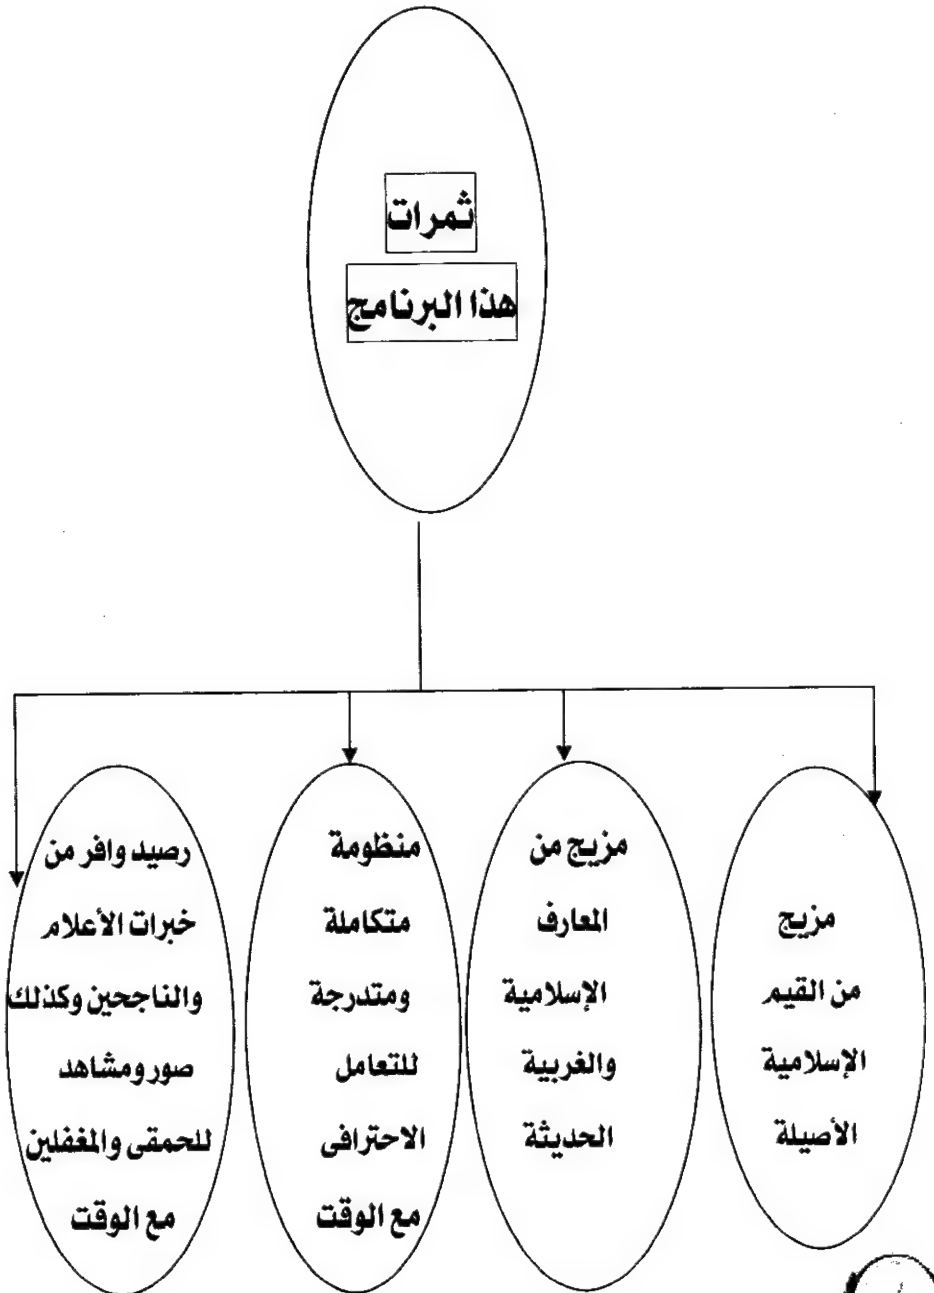 ثمرات
هذا البرنامج
مزيج
من القيم
الإسلامية
الأصيلة
مزيج من
المعارف
الإسلامية
والغربية
الحديثة
منظومة
متكاملة
ومتدرجة
للتعامل
الاحترافى
مع الوقت
رصيد وافر من
خبرات الأعلام
والناجحين وكذلك
صور ومشاهد
للحمقى والمغفلين
مع الوقت